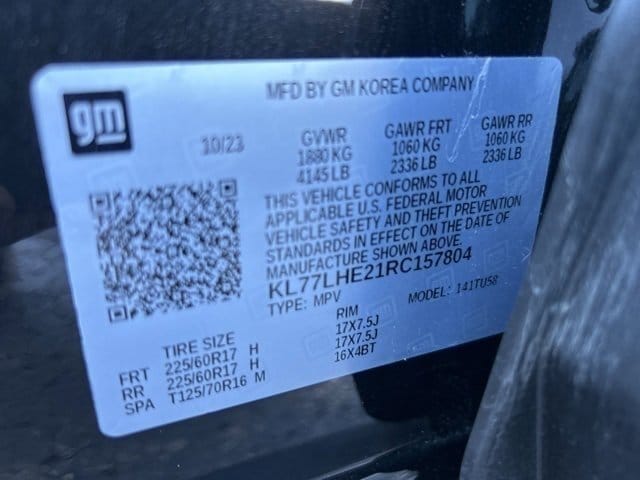 gm
MFD BY GM KOREA COMPANY
10/23 GVWR GAWR FRT GAWR RR
1880 KG 1060 KG 1060 KG
4145 LB 2336 LB 2336 LB
THIS VEHICLE CONFORMS TO ALL
APPLICABLE U.S. FEDERAL MOTOR
VEHICLE SAFETY AND THEFT PREVENTION
STANDARDS IN EFFECT ON THE DATE OF
MANUFACTURE SHOWN ABOVE.
KL77LHE21RC157804
TYPE: MPV MODEL: 141TU58
TIRE SIZE RIM
FRT 225/60R17 H 17X7.5J
RR 225/60R17 H 17X7.5J
SPA T125/70R16 M 16X4BT